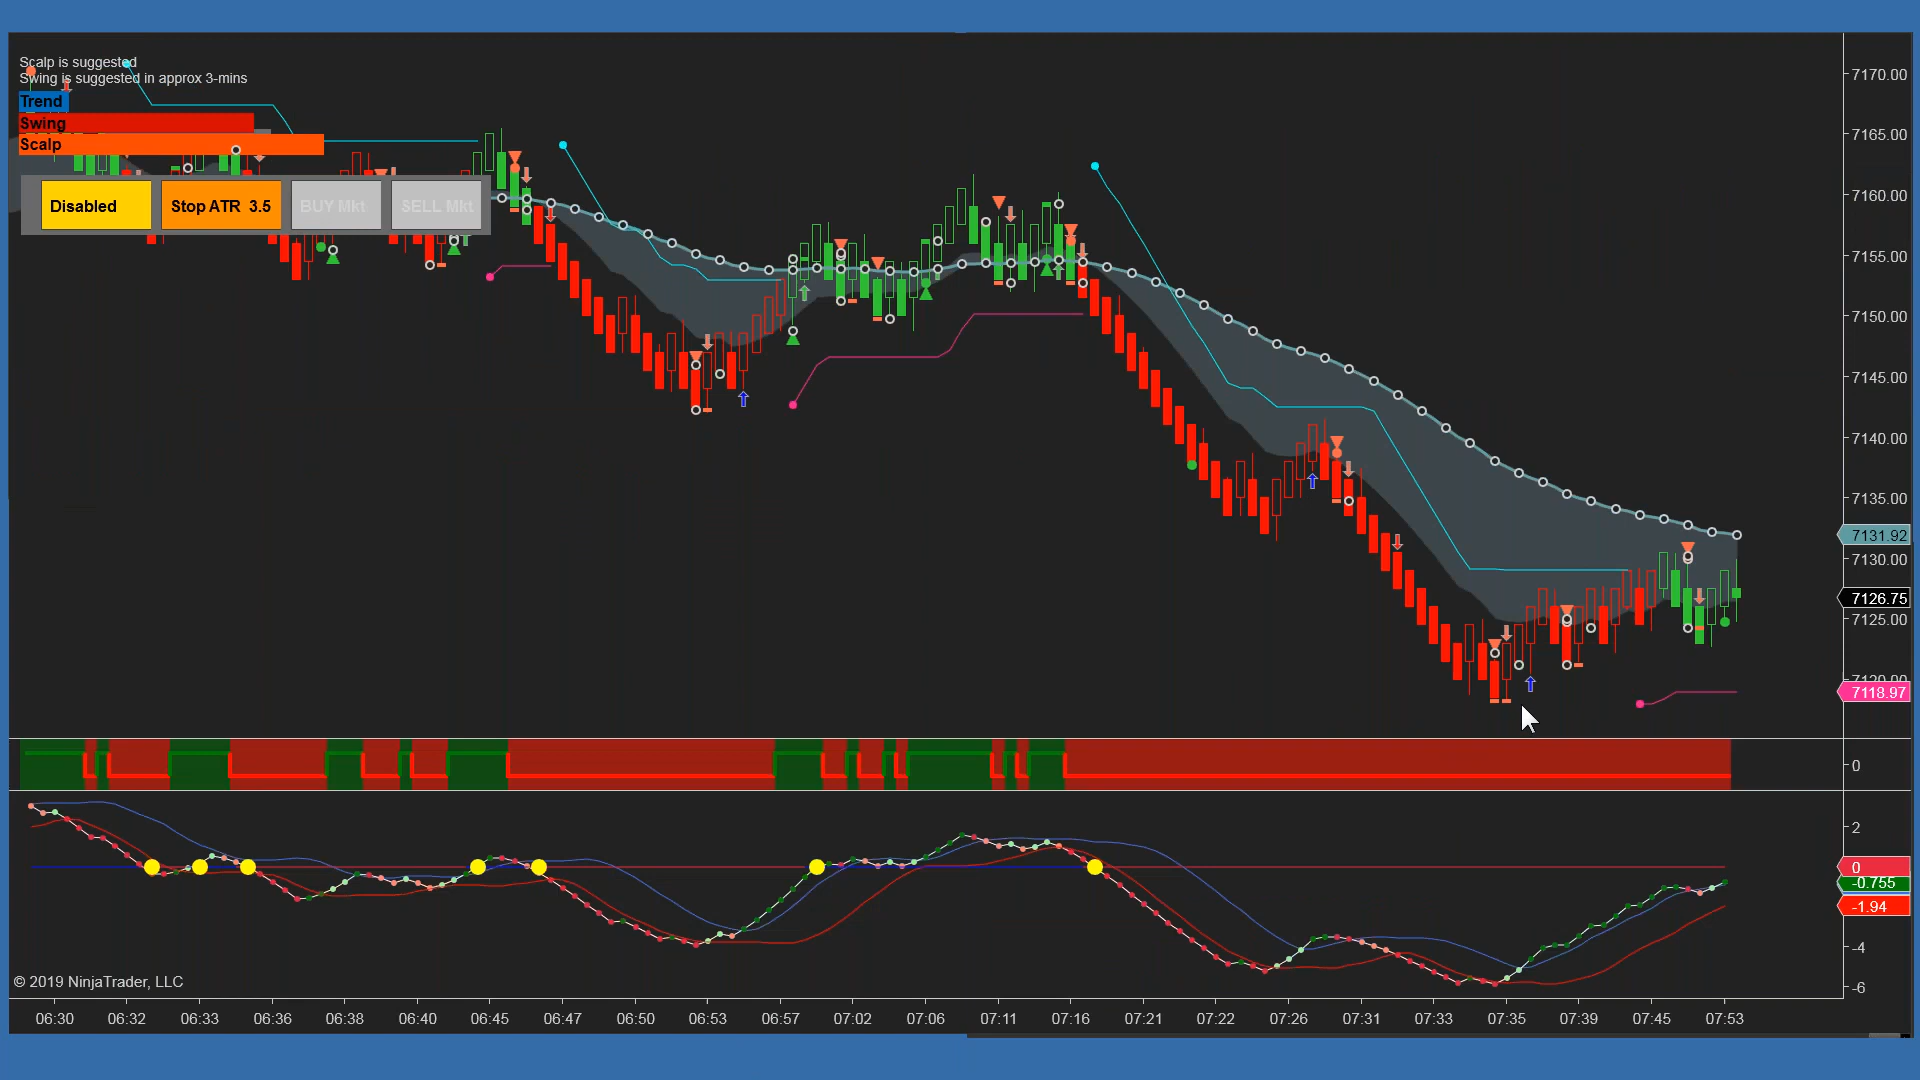 Scalp is suggested
Swing is suggested in approx 3-mins
Trend
Swing
Scalp
Disabled
Stop ATR 3.5
BUY Mkt
SELL Mkt
7170.00
7165.00
7160.00
7155.00
7150.00
7145.00
7140.00
7135.00
7131.92
7130.00
7126.75
7125.00
7120.00
7118.97
0
2
0
-0.755
-1.94
-4
-6
© 2019 NinjaTrader, LLC
06:30 06:32 06:33 06:36 06:38 06:40 06:45 06:47 06:50 06:53 06:57 07:02 07:06 07:11 07:16 07:21 07:22 07:26 07:31 07:33 07:35 07:39 07:45 07:53